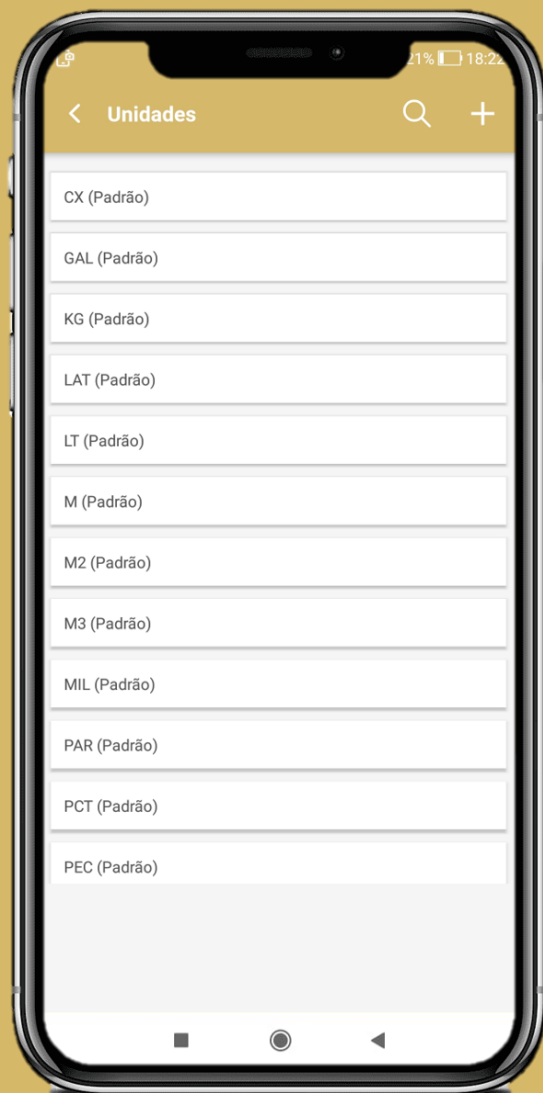 21% 18:22
Unidades
CX (Padrão)
GAL (Padrão)
KG (Padrão)
LAT (Padrão)
LT (Padrão)
M (Padrão)
M2 (Padrão)
M3 (Padrão)
MIL (Padrão)
PAR (Padrão)
PCT (Padrão)
PEC (Padrão)